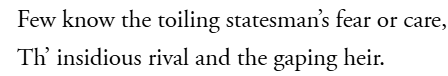 Few know the toiling statesman’s fear or care,
Th’ insidious rival and the gaping heir.